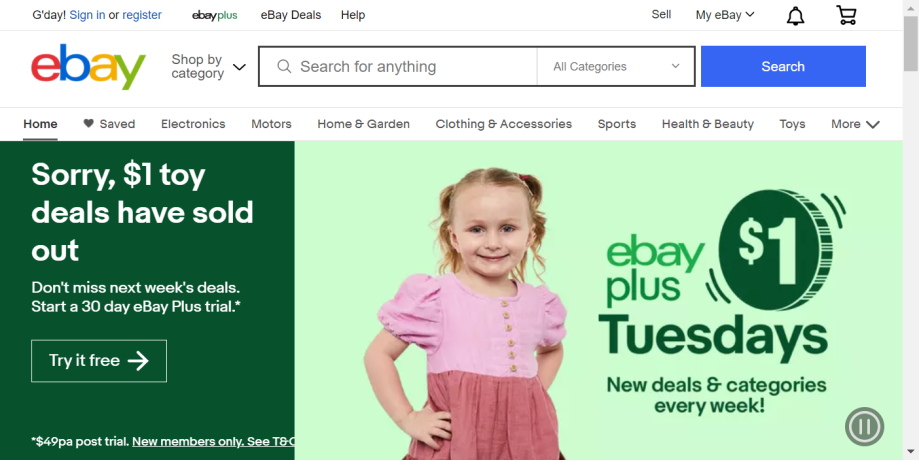 G'day! Sign in or register
ebayplus
eBay Deals
Help
Sell
My eBay
ebay
Shop by
category
Search for anything
All Categories
Search
Home
Saved
Electronics
Motors
Home & Garden
Clothing & Accessories
Sports
Health & Beauty
Toys
More
Sorry, $1 toy
deals have sold
out
Don't miss next week's deals.
Start a 30 day eBay Plus trial.*
Try it free
*$49pa post trial. New members only. See T&C
ebay
plus
$1
Tuesdays
New deals & categories
every week!